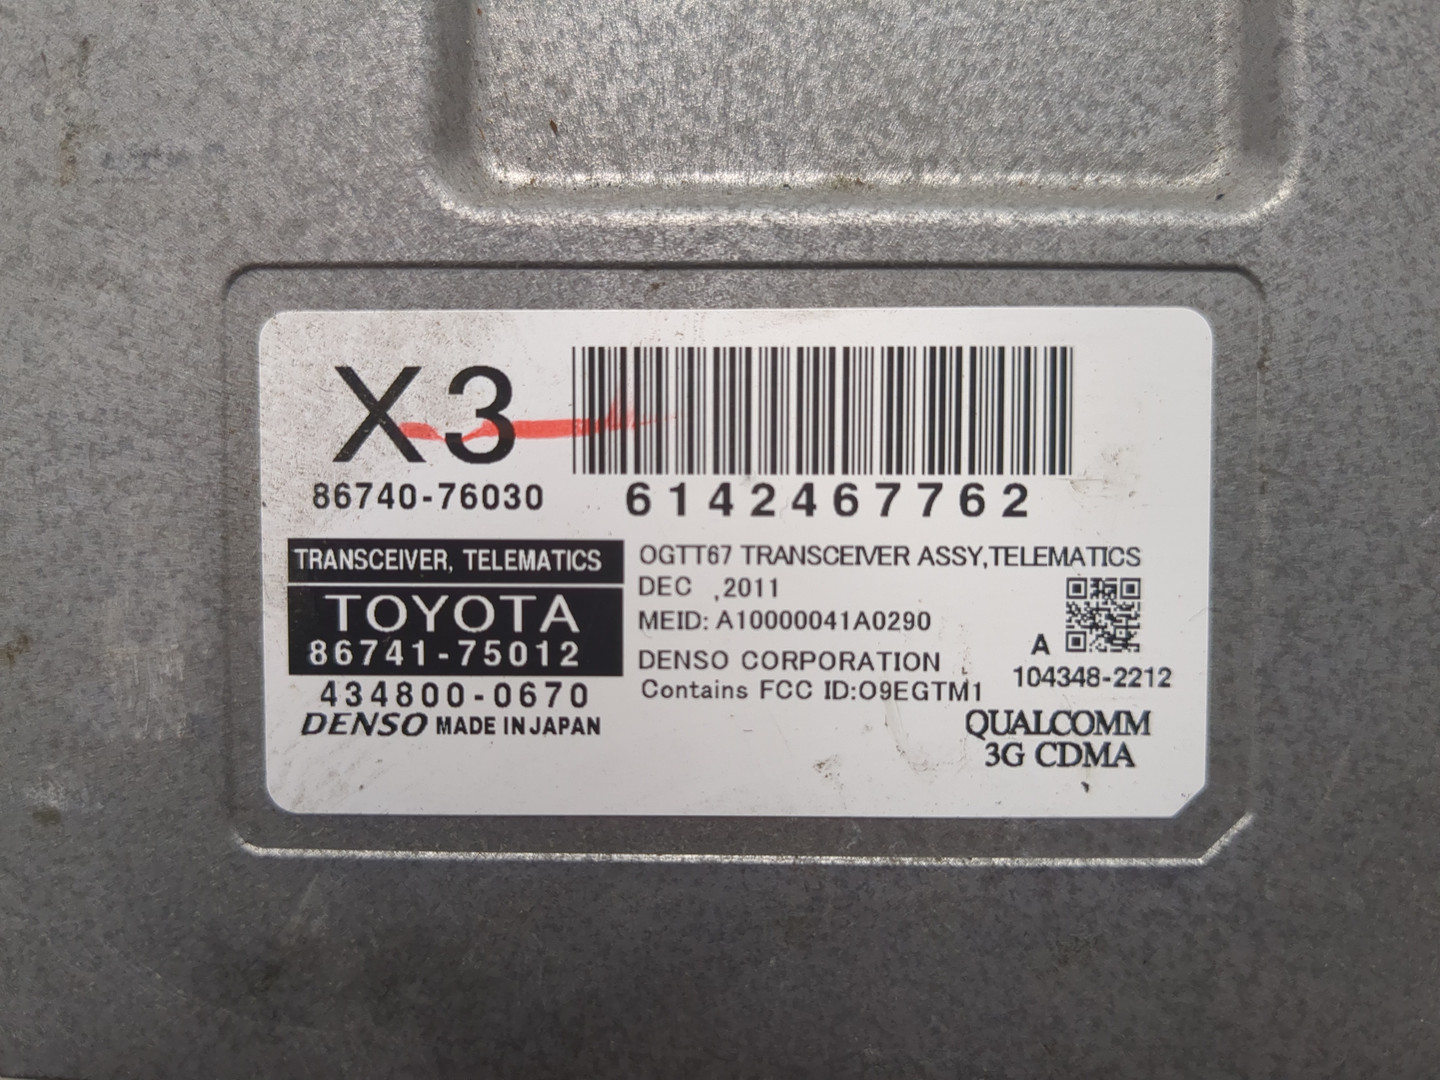 X3
86740-76030
6142467762
TRANSCEIVER, TELEMATICS
TOYOTA
86741-75012
434800-0670
DENSO MADE IN JAPAN
OGTT67 TRANSCEIVER ASSY,TELEMATICS
DEC ,2011
MEID: A10000041A0290
DENSO CORPORATION
Contains FCC ID:O9EGTM1
A
104348-2212
QUALCOMM
3G CDMA